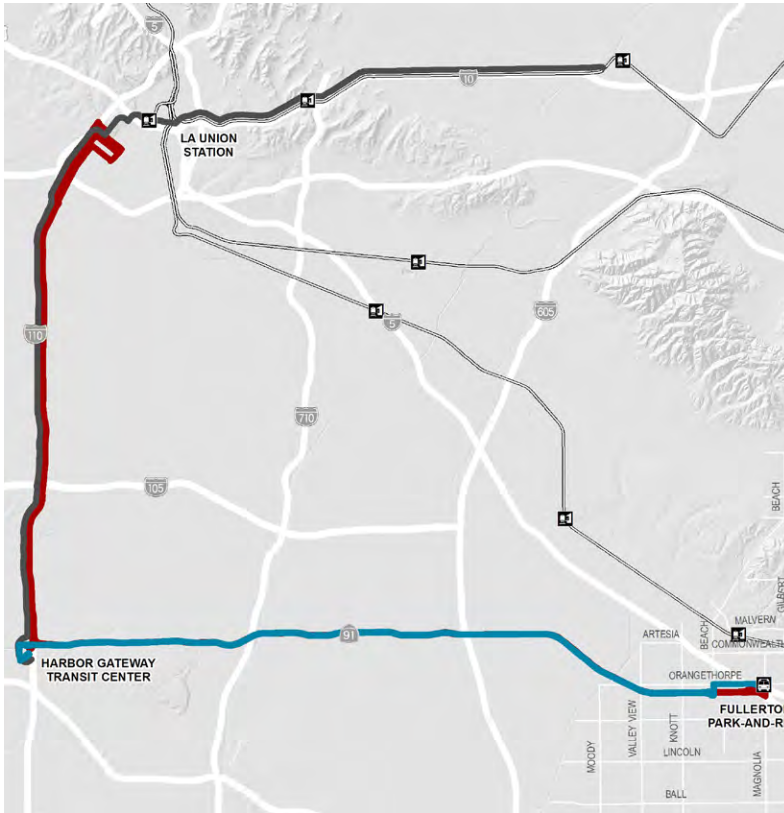 5
10
LA UNION
STATION
110
5
605
710
105
BEACH
GILBERT
MALVERN
91
ARTESIA
BEACH
COMMONWEALTH
HARBOR GATEWAY
TRANSIT CENTER
ORANGETHORPE
FULLERTO
PARK-AND-R
MOODY
VALLEY VIEW
KNOTT
LINCOLN
MAGNOLIA
BALL